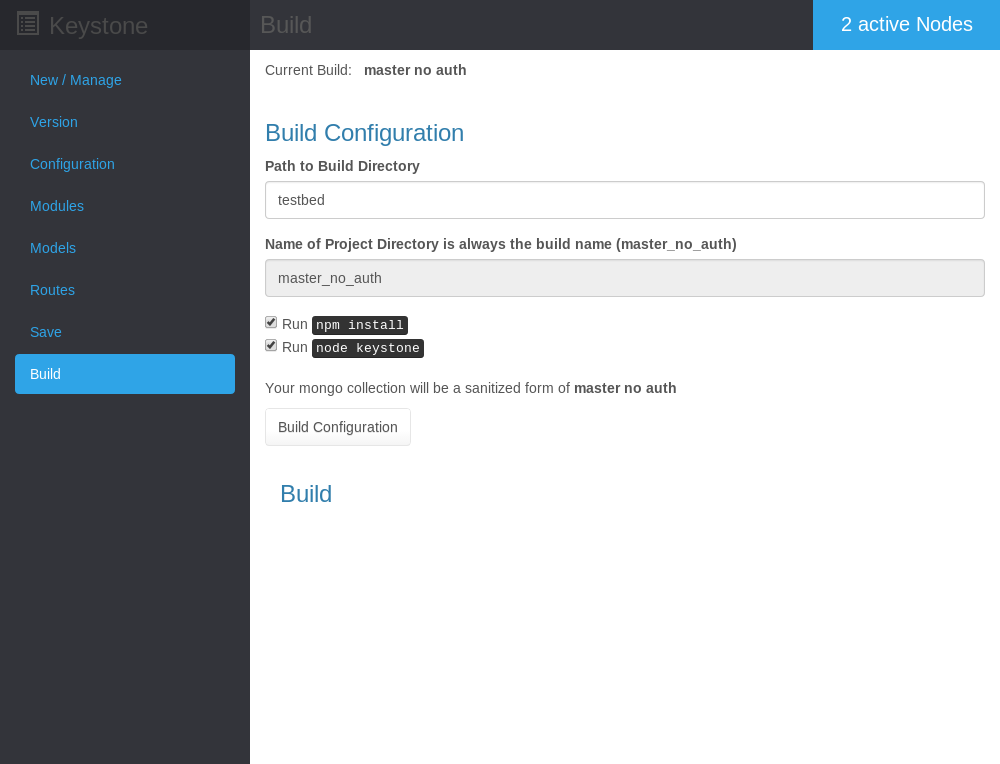 Keystone
Build
2 active Nodes
New / Manage
Version
Configuration
Modules
Models
Routes
Save
Build
Current Build: master no auth
Build Configuration
Path to Build Directory
testbed
Name of Project Directory is always the build name (master_no_auth)
master_no_auth
Run npm install
Run node keystone
Your mongo collection will be a sanitized form of master no auth
Build Configuration
Build